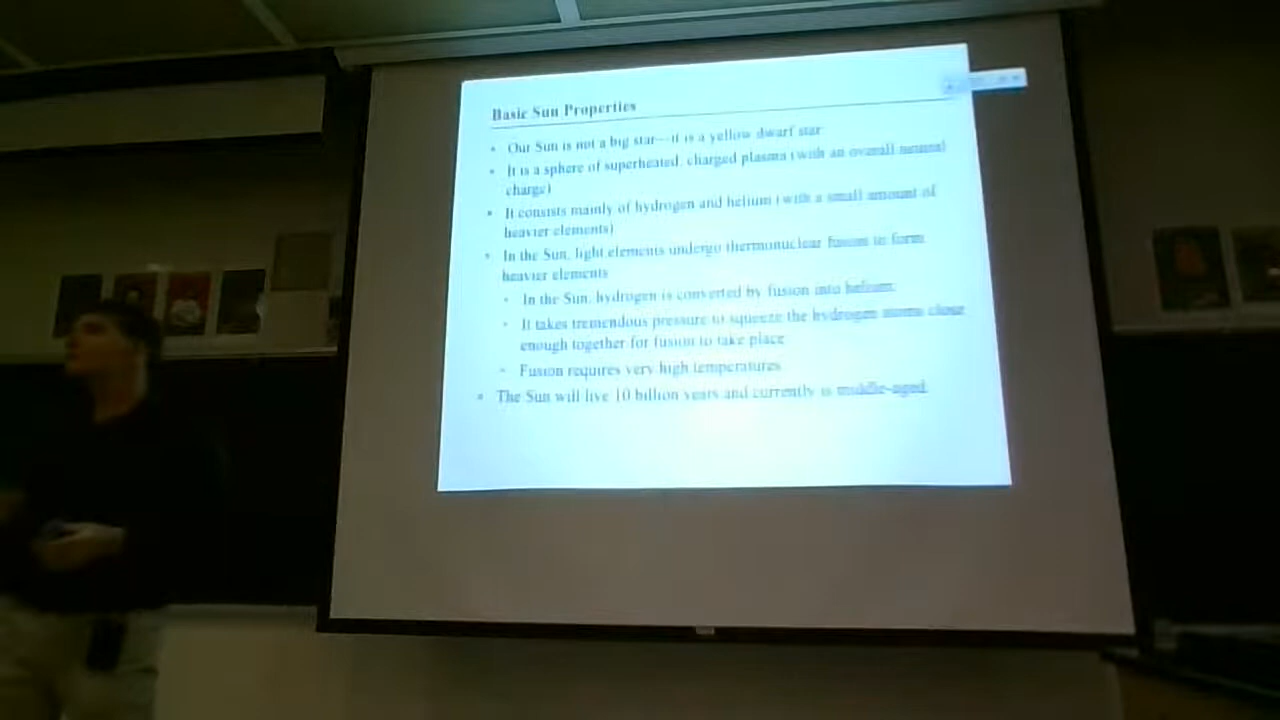 Basic Sun Properties
• Our Sun is not a big star—it is a yellow dwarf star
• It is a sphere of superheated, charged plasma (with an overall neutral
charge)
• It consists mainly of hydrogen and helium (with a small amount of
heavier elements)
• In the Sun, light elements undergo thermonuclear fusion to form
heavier elements
• In the Sun, hydrogen is converted by fusion into helium.
• It takes tremendous pressure to squeeze the hydrogen atoms close
enough together for fusion to take place
• Fusion requires very high temperatures
• The Sun will live 10 billion years and currently is middle-aged.